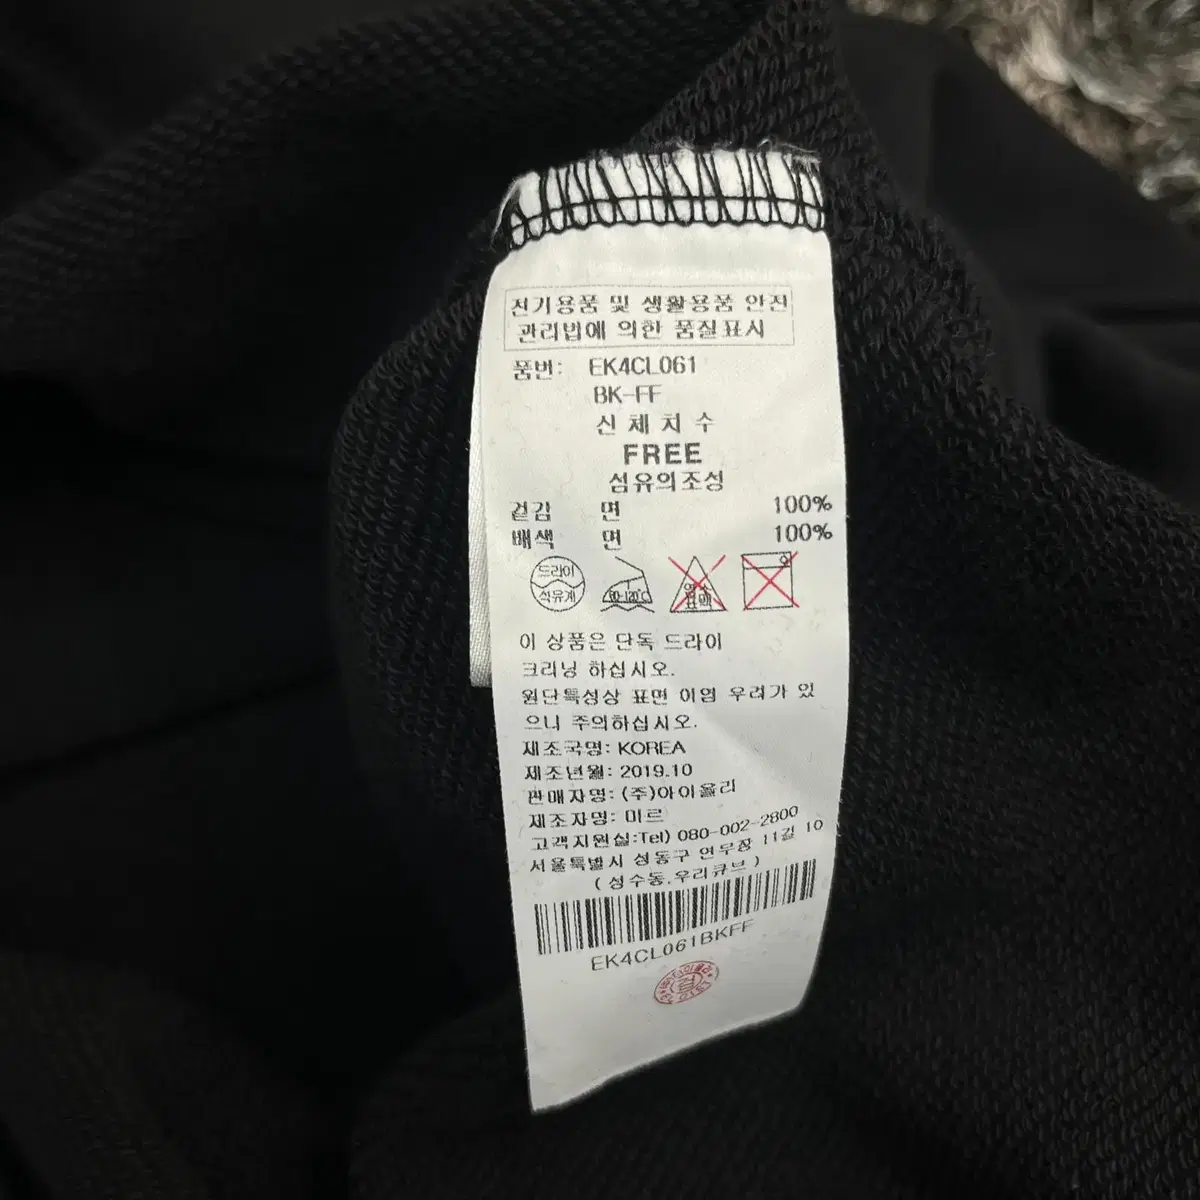 전기용품 및 생활용품 안전
관리법에 의한 품질표시
품번: EK4CL061
BK-FF
신체치수
FREE
섬유의조성
겉감 면 100%
배색 면 100%
드라이
석유계
80-120℃
염소
표백
이 상품은 단독 드라이
크리닝 하십시오.
원단특성상 표면 이염 우려가 있
으니 주의하십시오.
제조국명: KOREA
제조년월: 2019.10
판매자명: (주)아이올리
제조자명: 미르
고객지원실:Tel) 080-002-2800
서울특별시 성동구 연무장 11길 10
(성수동,우리큐브)
EK4CL061BKFF